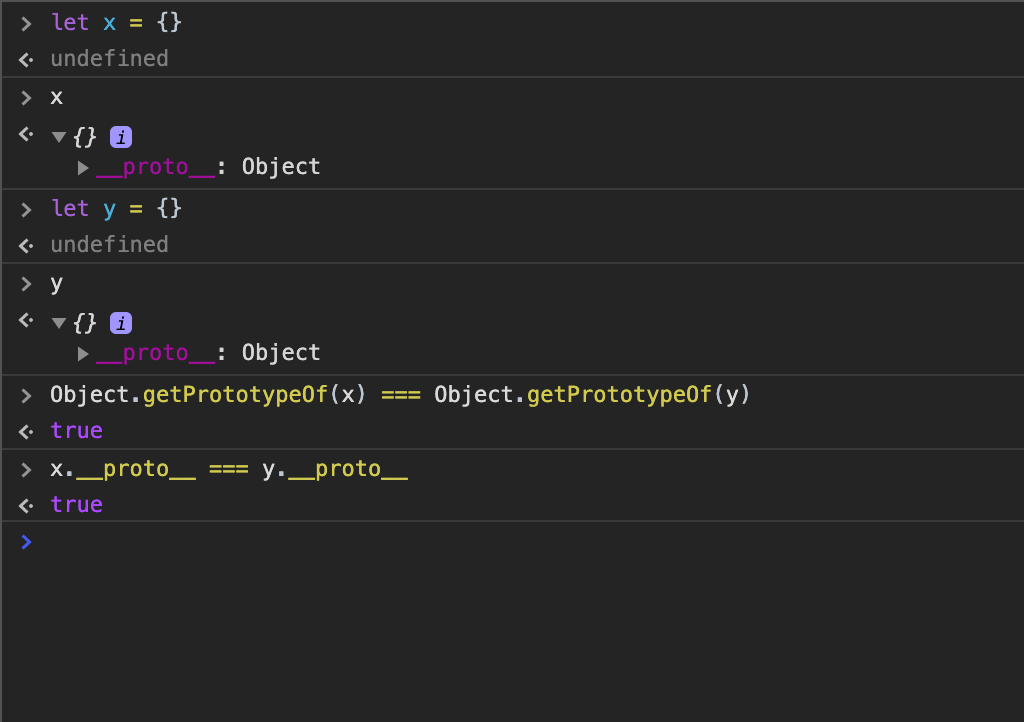 > let x = {}
undefined
> x
{} i
__proto__: Object
> let y = {}
undefined
> y
{} i
__proto__: Object
> Object.getPrototypeOf(x) === Object.getPrototypeOf(y)
true
> x.__proto__ === y.__proto__
true
>